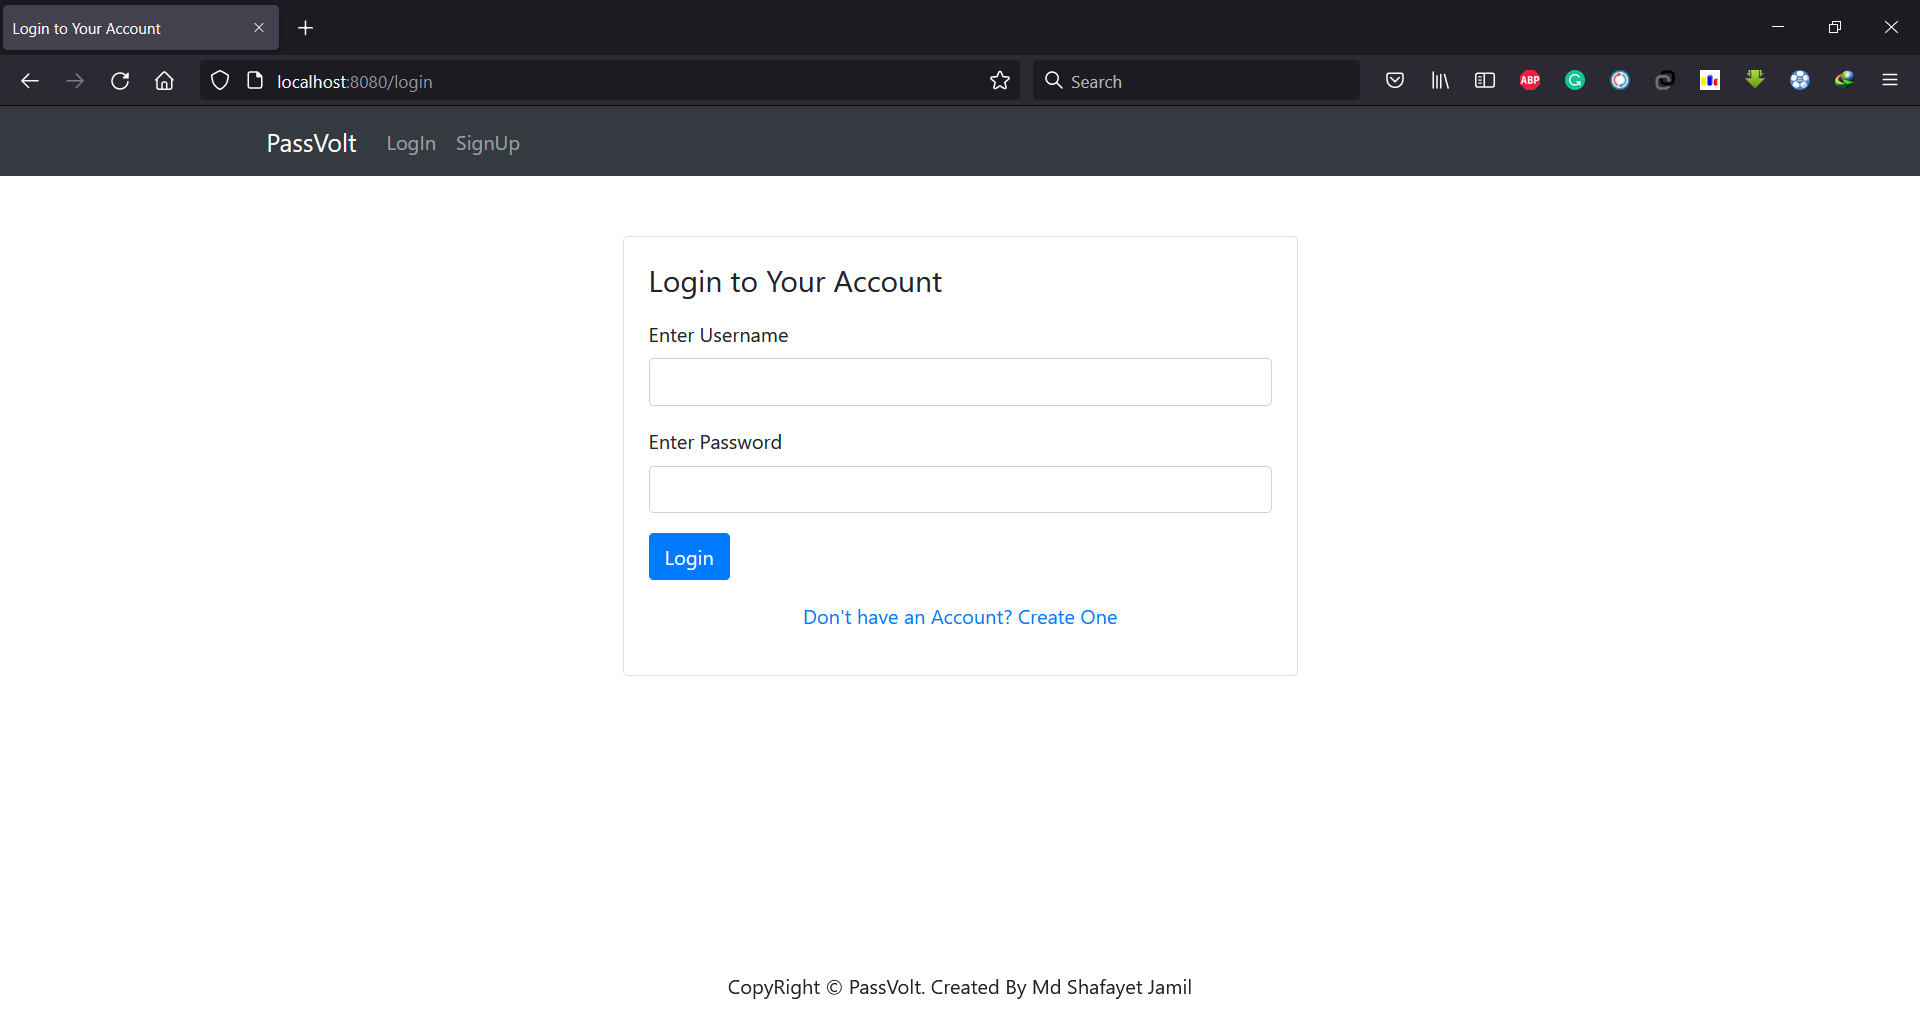 Login to Your Account
localhost:8080/login
Search
ABP
PassVolt LogIn SignUp
Login to Your Account
Enter Username
Enter Password
Login
Don't have an Account? Create One
CopyRight © PassVolt. Created By Md Shafayet Jamil